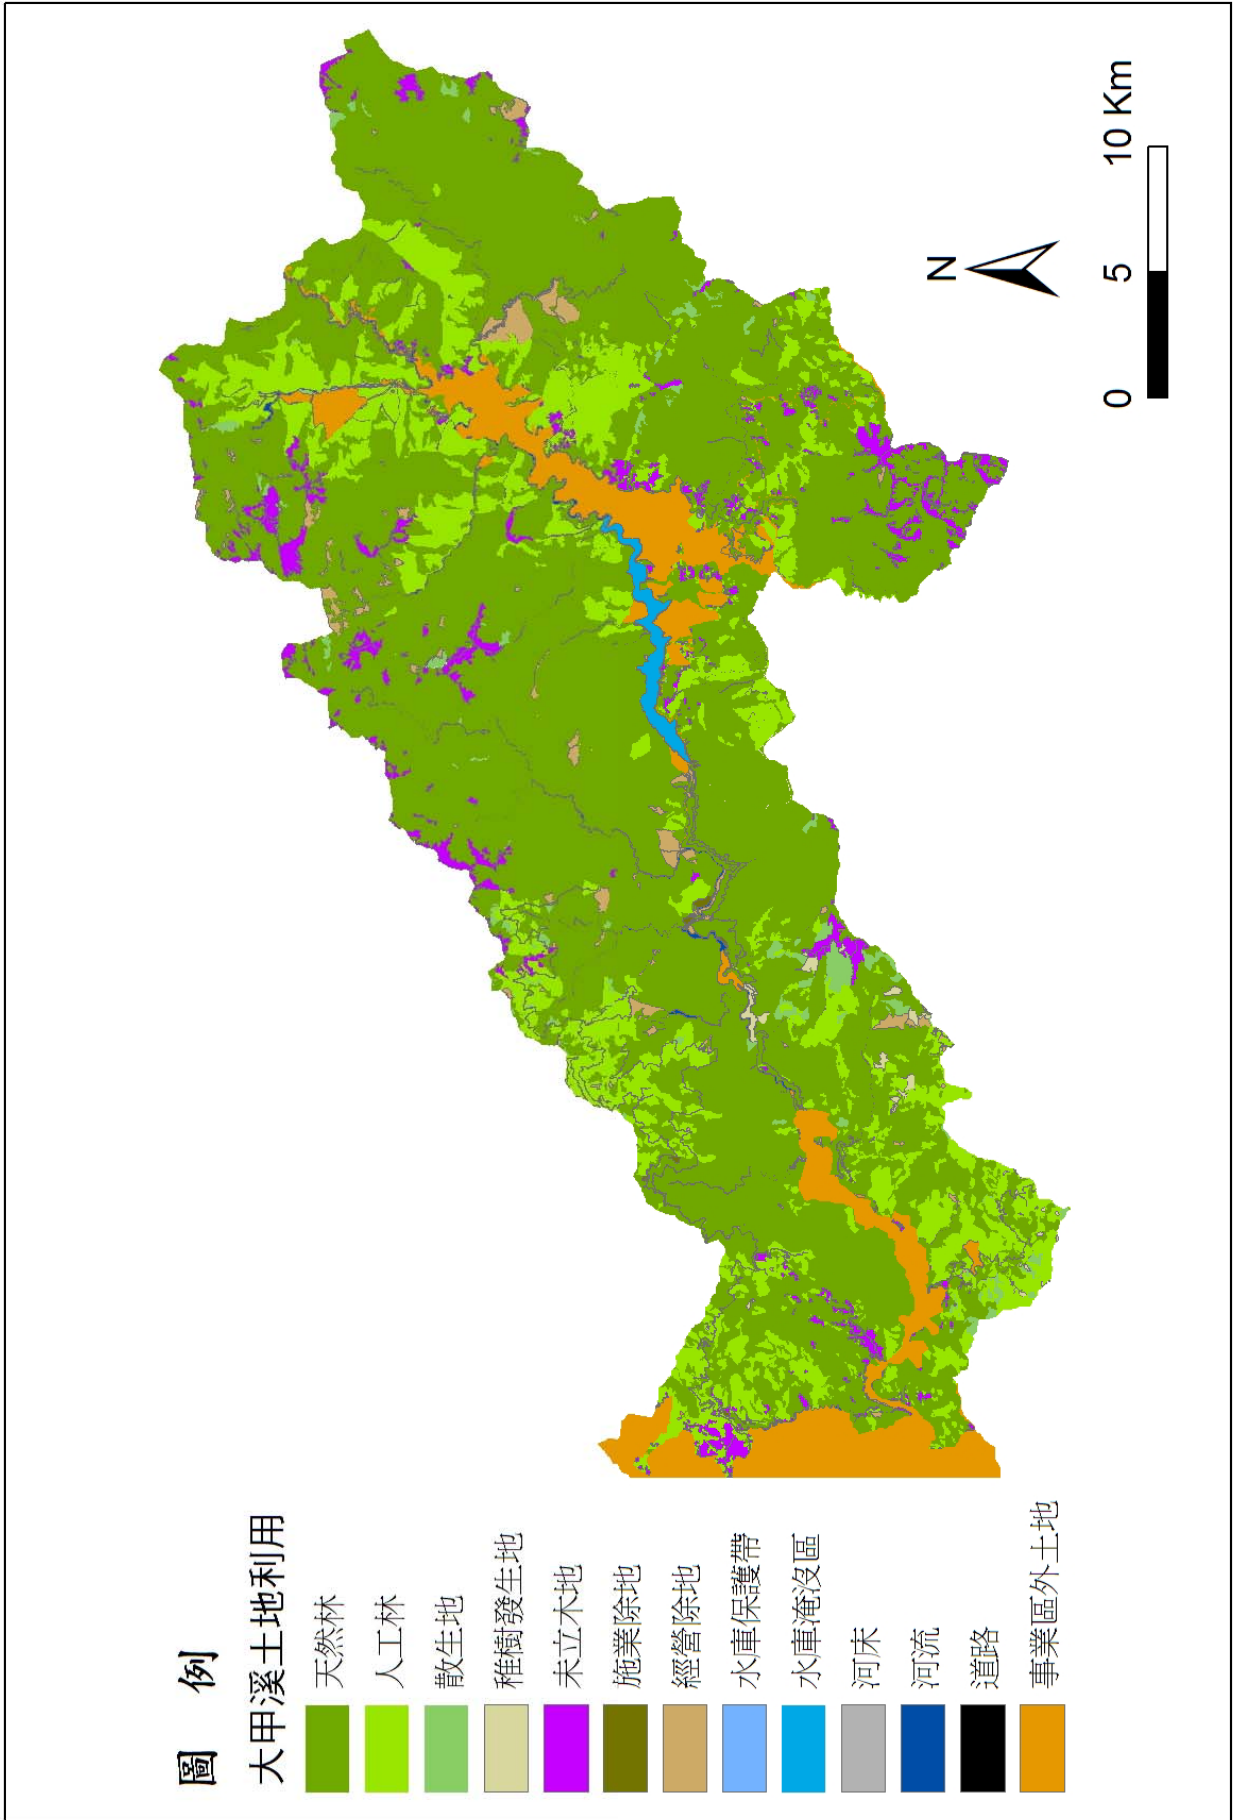 圖例
大甲溪土地利用
天然林
人工林
散生地
稚樹發生地
未立木地
施業除地
經營除地
水庫保護帶
水庫淹沒區
河床
河流
道路
事業區外土地
N
0 5 10 Km